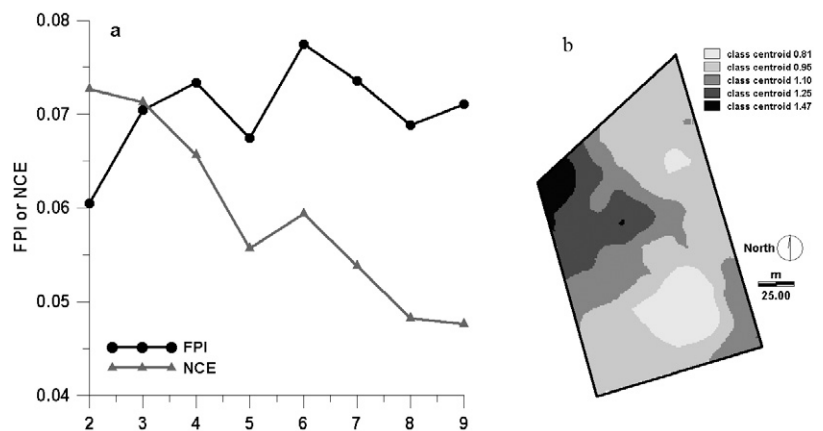 a
0.08
0.07
0.06
0.05
0.04
FPI or NCE
FPI
NCE
2 3 4 5 6 7 8 9
b
class centroid 0.81
class centroid 0.95
class centroid 1.10
class centroid 1.25
class centroid 1.47
North
m
25.00